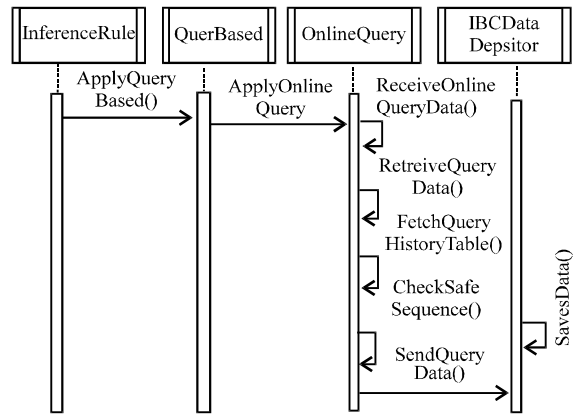 InferenceRule
QuerBased
OnlineQuery
IBCData
Depsitor
ApplyQuery
Based()
ApplyOnline
Query
ReceiveOnline
QueryData()
RetreiveQuery
Data()
FetchQuery
HistoryTable()
CheckSafe
Sequence()
SavesData()
SendQuery
Data()